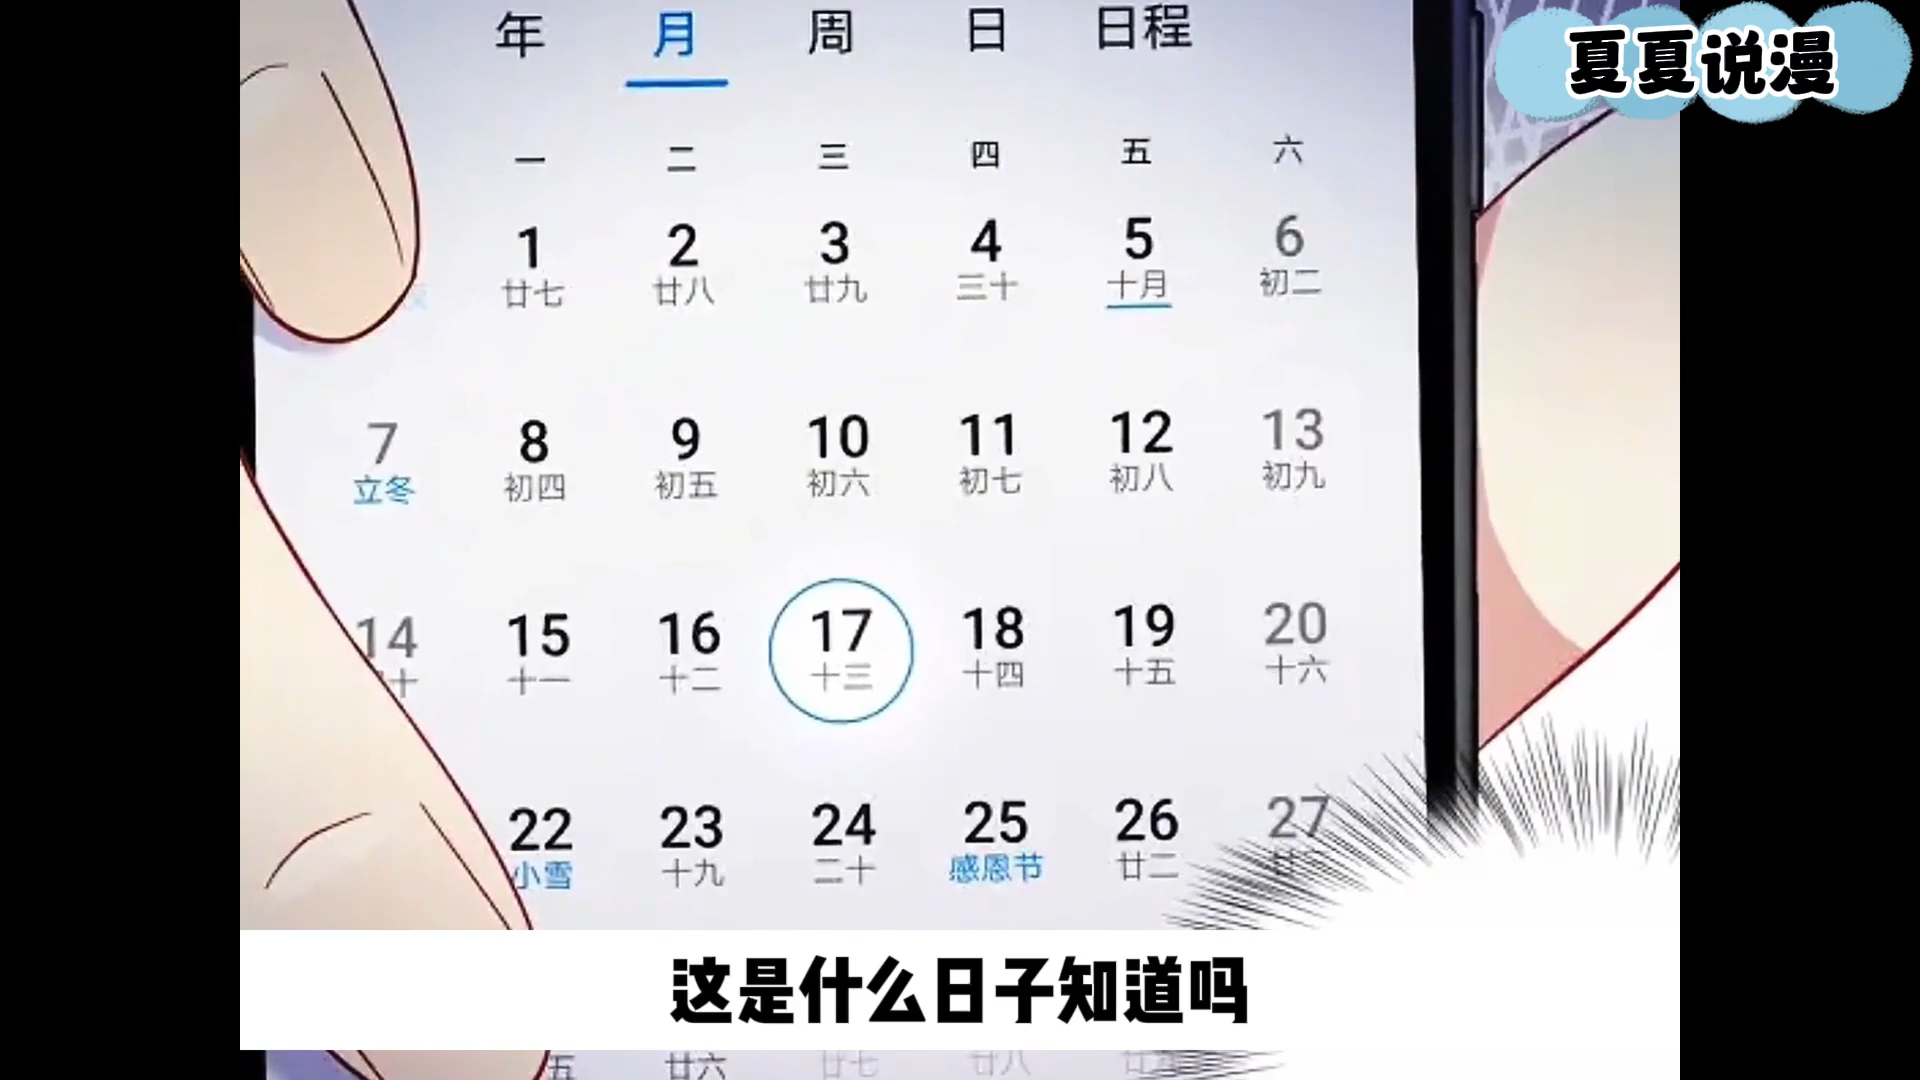 夏夏说漫
年 月 周 日 日程
一 二 三 四 五 六
1 2 3 4 5 6
廿七 廿八 廿九 三十 十月 初二
7 8 9 10 11 12 13
立冬 初四 初五 初六 初七 初八 初九
14 15 16 17 18 19 20
十 十一 十二 十三 十四 十五 十六
22 23 24 25 26 27
小雪 十九 二十 感恩节 廿二
这是什么日子知道吗
五 廿六 廿七 廿八